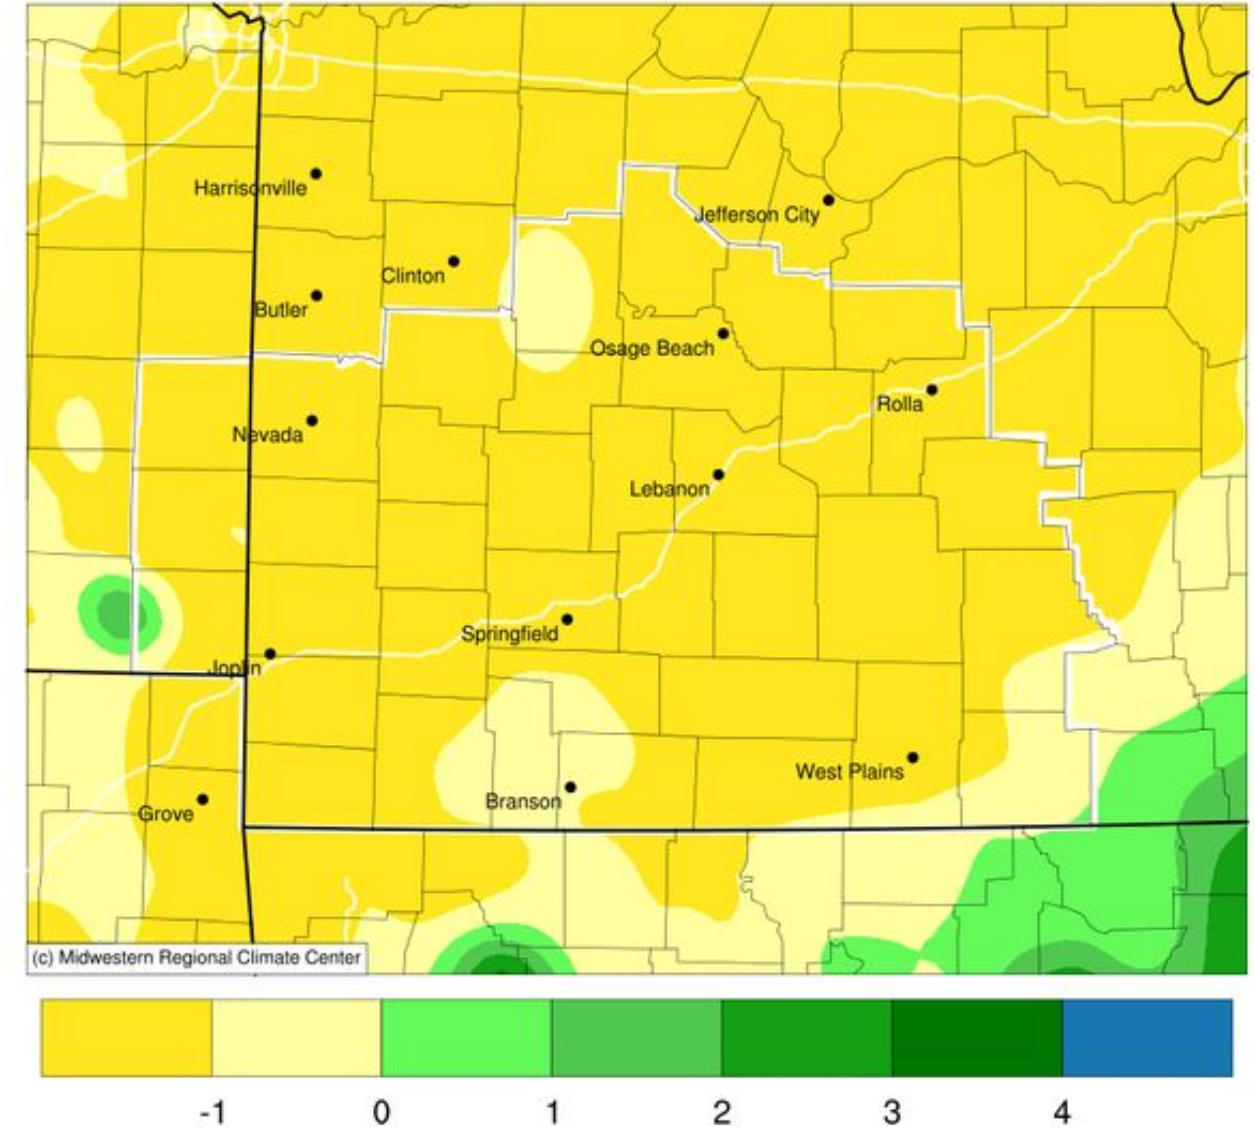 Harrisonville
Jefferson City
Clinton
Butler
Osage Beach
Rolla
Nevada
Lebanon
Springfield
Joplin
West Plains
Branson
Grove
(c) Midwestern Regional Climate Center
-1 0 1 2 3 4